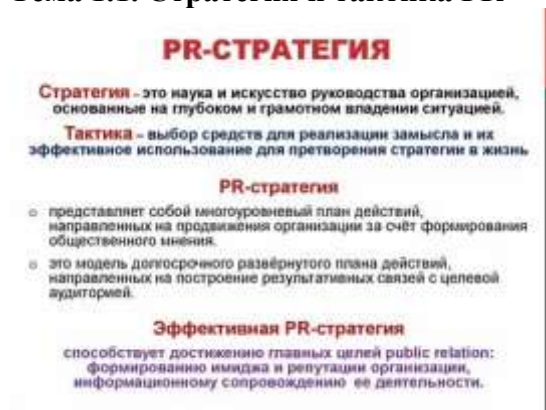 PR-СТРАТЕГИЯ
Стратегия – это наука и искусство руководства организацией,
основанные на глубоком и грамотном владении ситуацией.
Тактика – выбор средств для реализации замысла и их
эффективное использование для претворения стратегии в жизнь
PR-стратегия
представляет собой многоуровневый план действий,
направленных на продвижения организации за счёт формирования
общественного мнения.
это модель долгосрочного развёрнутого плана действий,
направленных на построение результативных связей с целевой
аудиторией.
Эффективная PR-стратегия
способствует достижению главных целей public relation:
формированию имиджа и репутации организации,
информационному сопровождению ее деятельности.